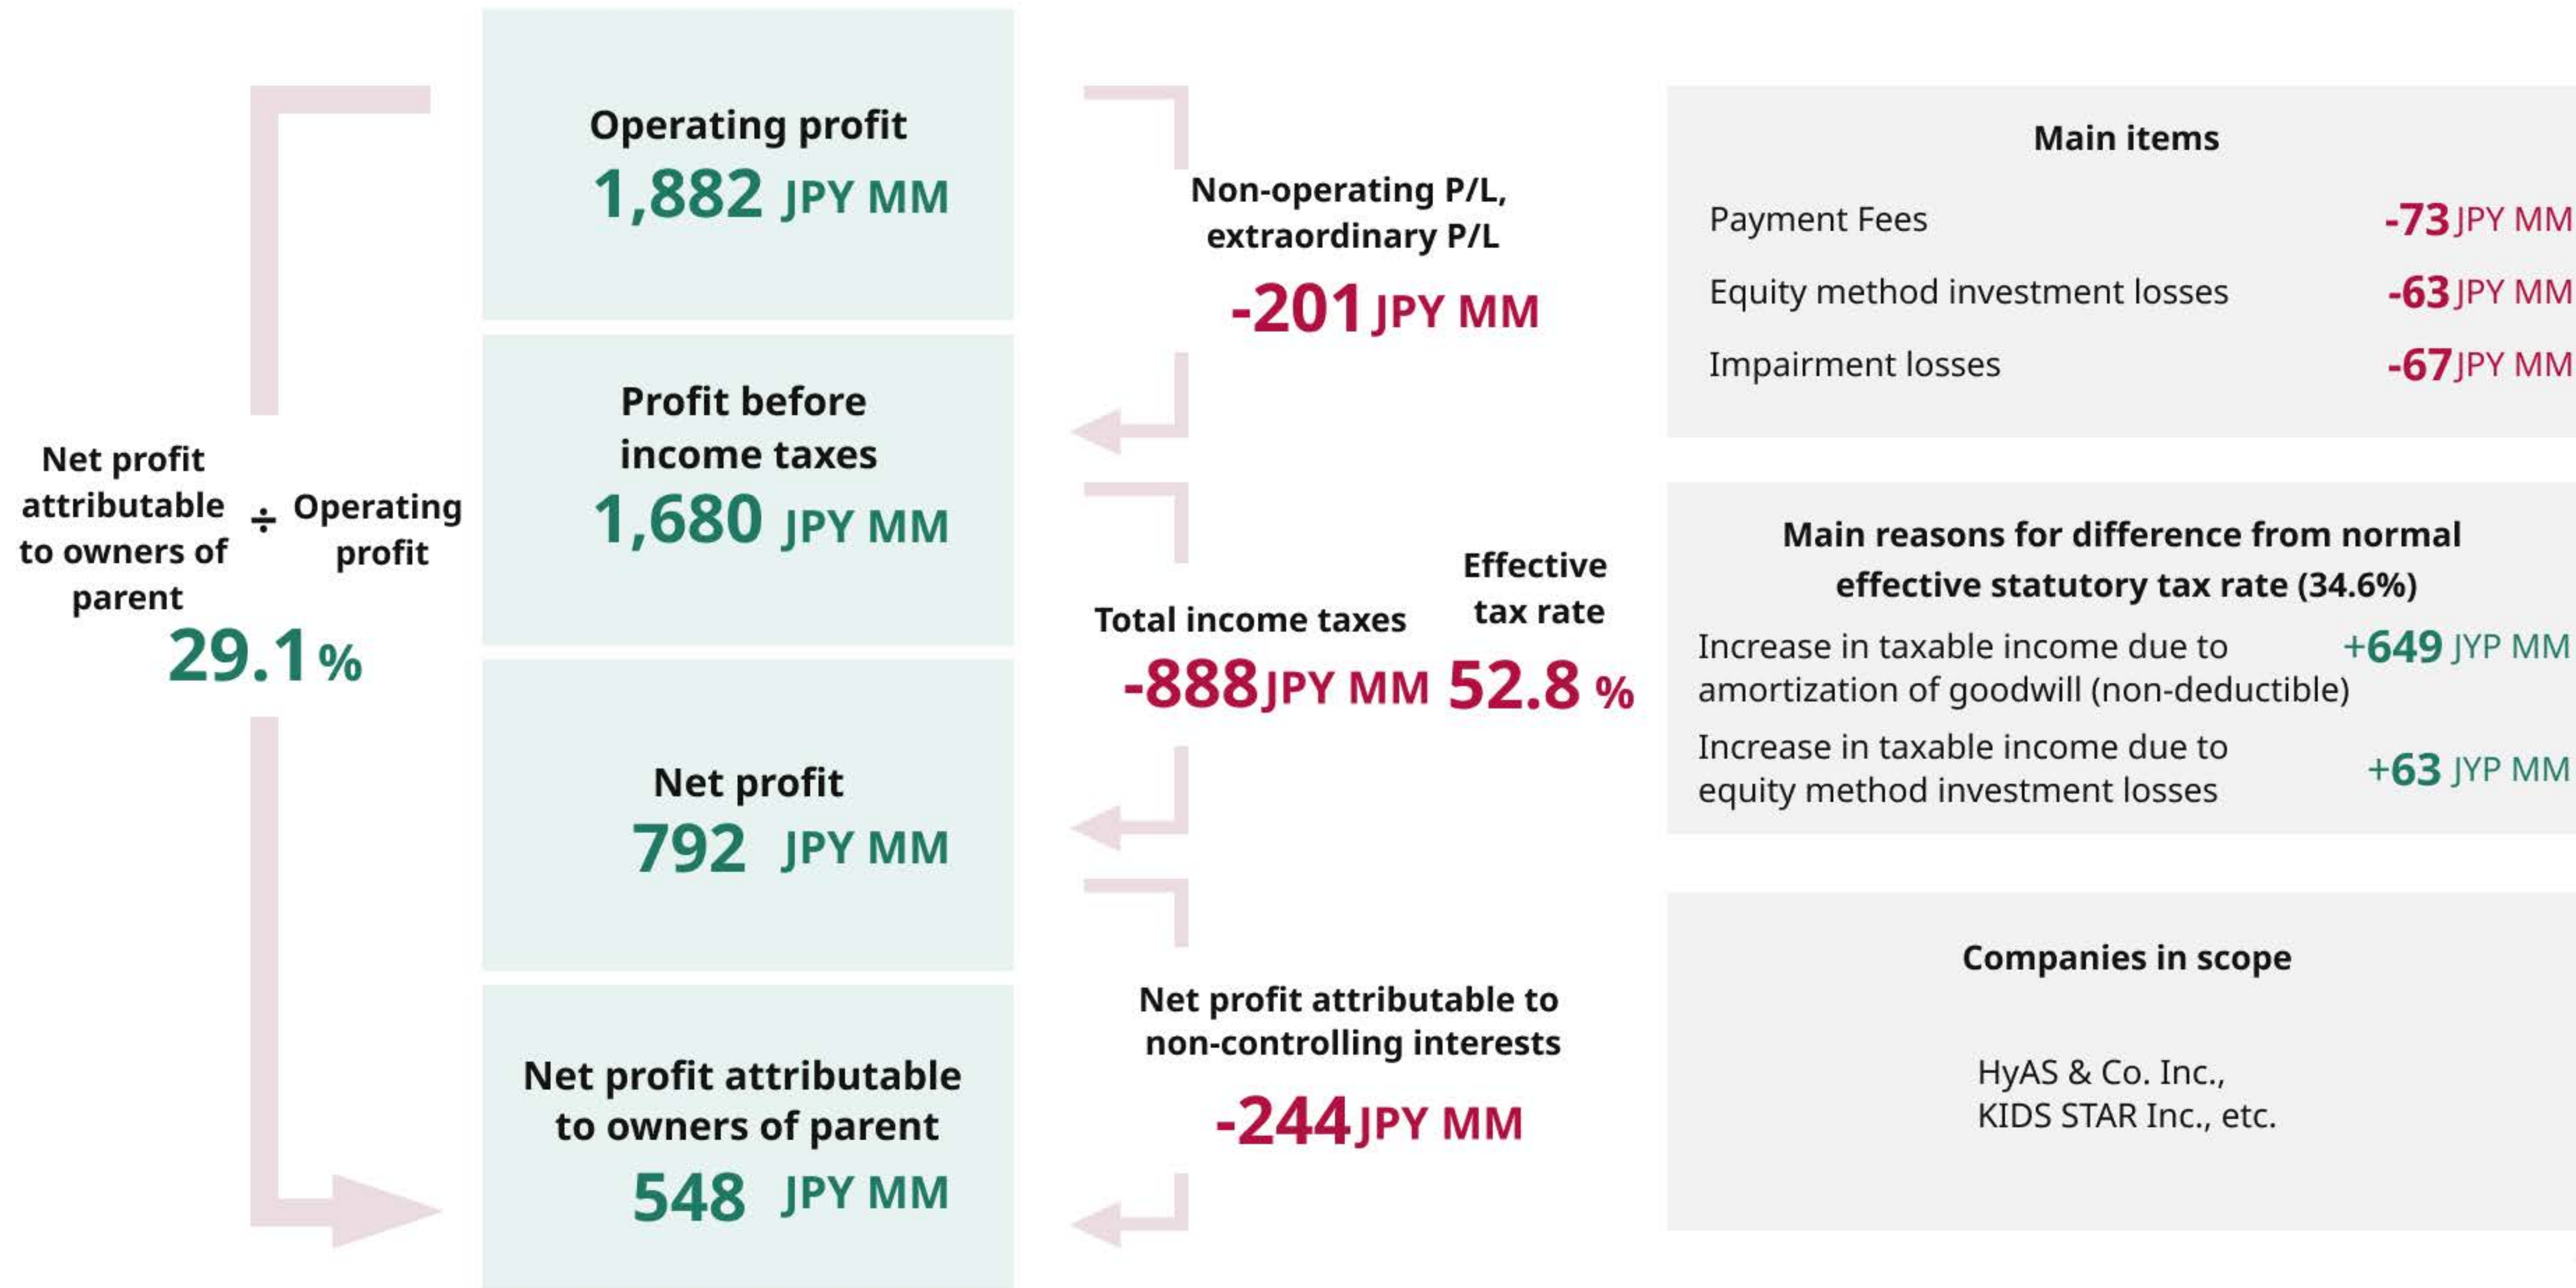 Net profit
attributable
to owners of
parent
÷
Operating
profit
29.1 %
Operating profit
1,882 JPY MM
Profit before
income taxes
1,680 JPY MM
Net profit
792 JPY MM
Net profit attributable
to owners of parent
548 JPY MM
Non-operating P/L,
extraordinary P/L
-201 JPY MM
Total income taxes
-888 JPY MM
Effective
tax rate
52.8 %
Net profit attributable to
non-controlling interests
-244 JPY MM
Main items
Payment Fees -73 JPY MM
Equity method investment losses -63 JPY MM
Impairment losses -67 JPY MM
Main reasons for difference from normal
effective statutory tax rate (34.6%)
Increase in taxable income due to +649 JYP MM
amortization of goodwill (non-deductible)
Increase in taxable income due to
equity method investment losses +63 JYP MM
Companies in scope
HyAS & Co. Inc.,
KIDS STAR Inc., etc.